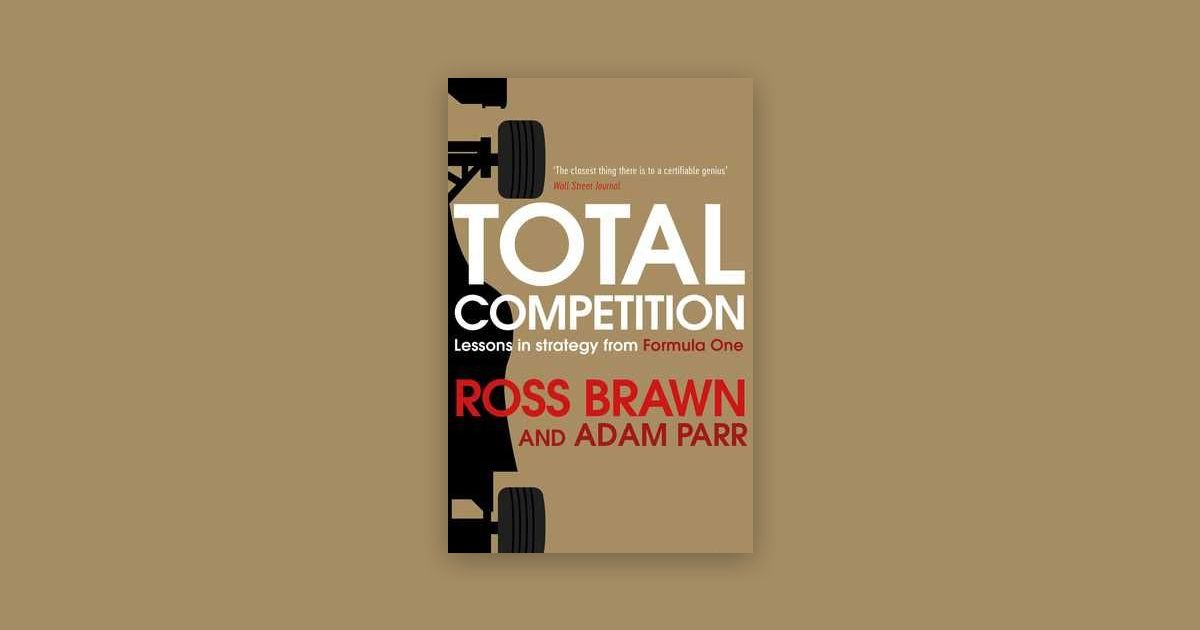 'The closest thing there is to a certifiable genius'
Wall Street Journal
TOTAL
COMPETITION
Lessons in strategy from Formula One
ROSS BRAWN
AND ADAM PARR